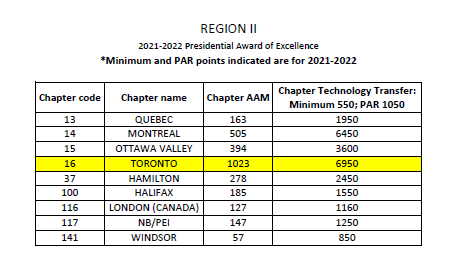 REGION II
2021-2022 Presidential Award of Excellence
*Minimum and PAR points indicated are for 2021-2022
Chapter code Chapter name Chapter AAM Chapter Technology Transfer: Minimum 550; PAR 1050
13 QUEBEC 163 1950
14 MONTREAL 505 6450
15 OTTAWA VALLEY 394 3600
16 TORONTO 1023 6950
37 HAMILTON 278 2450
100 HALIFAX 185 1550
116 LONDON (CANADA) 127 1160
117 NB/PEI 147 1250
141 WINDSOR 57 850